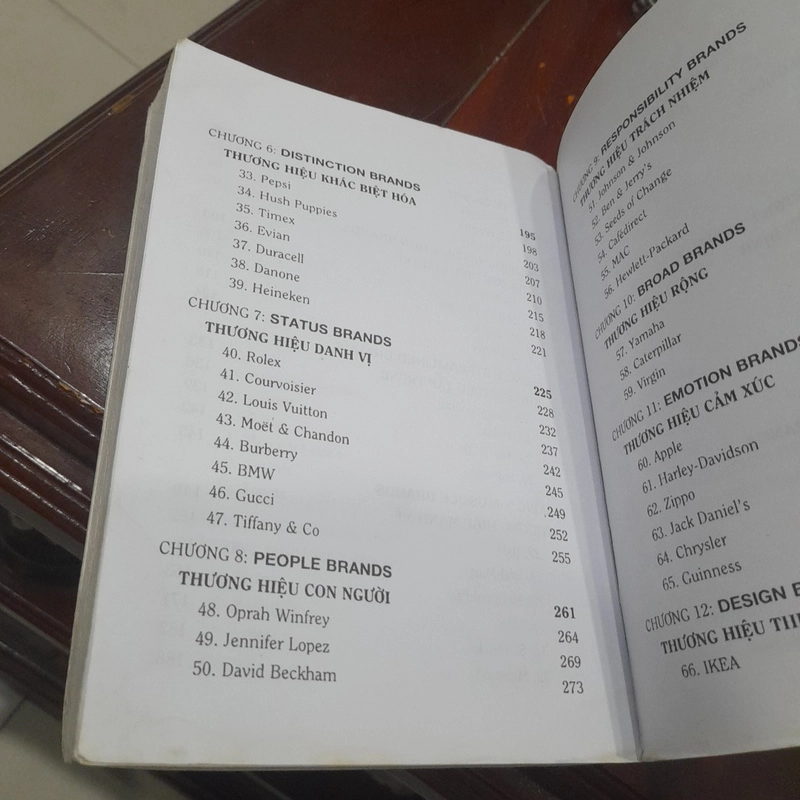 CHƯƠNG 6: DISTINCTION BRANDS
THƯƠNG HIỆU KHÁC BIỆT HÓA 195
33. Pepsi 198
34. Hush Puppies 203
35. Timex 207
36. Evian 210
37. Duracell 215
38. Danone 218
39. Heineken 221
CHƯƠNG 7: STATUS BRANDS
THƯƠNG HIỆU DANH VỊ 225
40. Rolex 228
41. Courvoisier 232
42. Louis Vuitton 237
43. Moët & Chandon 242
44. Burberry 245
45. BMW 249
46. Gucci 252
47. Tiffany & Co 255
CHƯƠNG 8: PEOPLE BRANDS
THƯƠNG HIỆU CON NGƯỜI 261
48. Oprah Winfrey 264
49. Jennifer Lopez 269
50. David Beckham 273
CHƯƠNG 9: RESPONSIBILITY BRANDS
THƯƠNG HIỆU TRÁCH NHIỆM
51. Johnson & Johnson
52. Ben & Jerry's
53. Seeds of Change
54. Cafédirect
55. MAC
56. Hewlett-Packard
CHƯƠNG 10: BROAD BRANDS
THƯƠNG HIỆU RỘNG
57. Yamaha
58. Caterpillar
59. Virgin
CHƯƠNG 11: EMOTION BRANDS
THƯƠNG HIỆU CẢM XÚC
60. Apple
61. Harley-Davidson
62. Zippo
63. Jack Daniel's
64. Chrysler
65. Guinness
CHƯƠNG 12: DESIGN
THƯƠNG HIỆU
66. IKEA